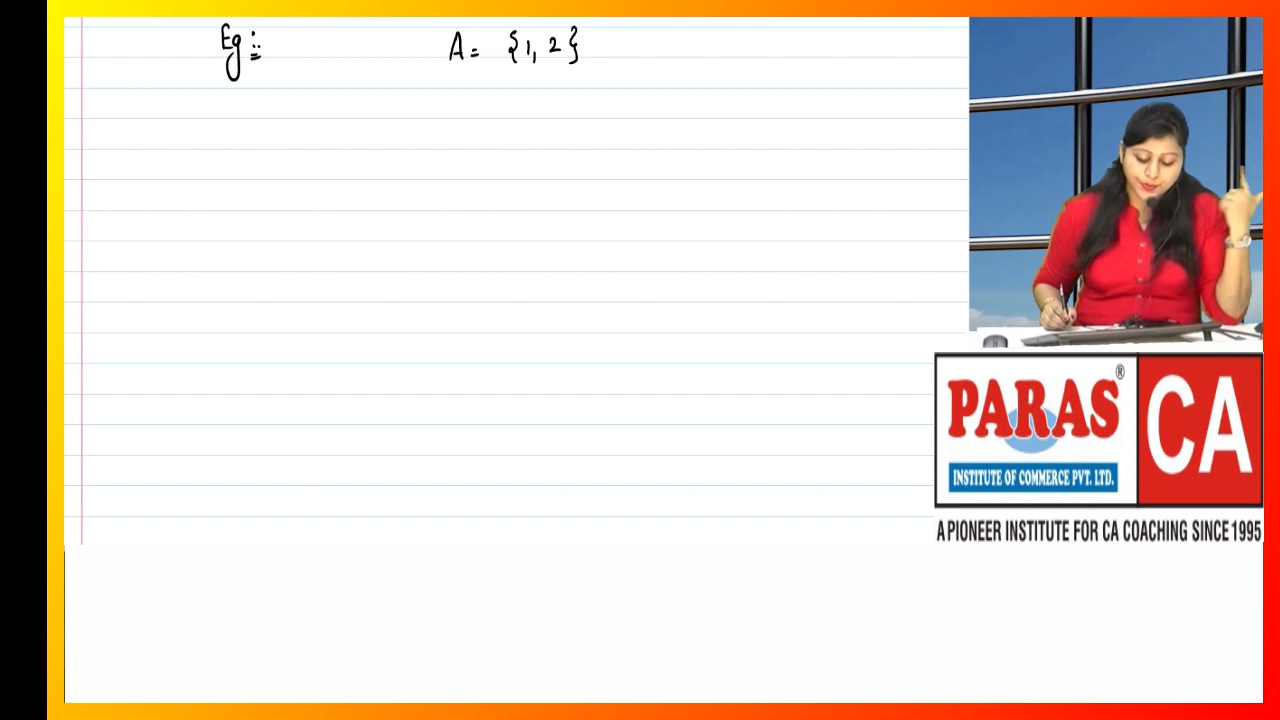 Eg:- A = {1, 2}
PARAS ® CA
INSTITUTE OF COMMERCE PVT. LTD.
A PIONEER INSTITUTE FOR CA COACHING SINCE 1995